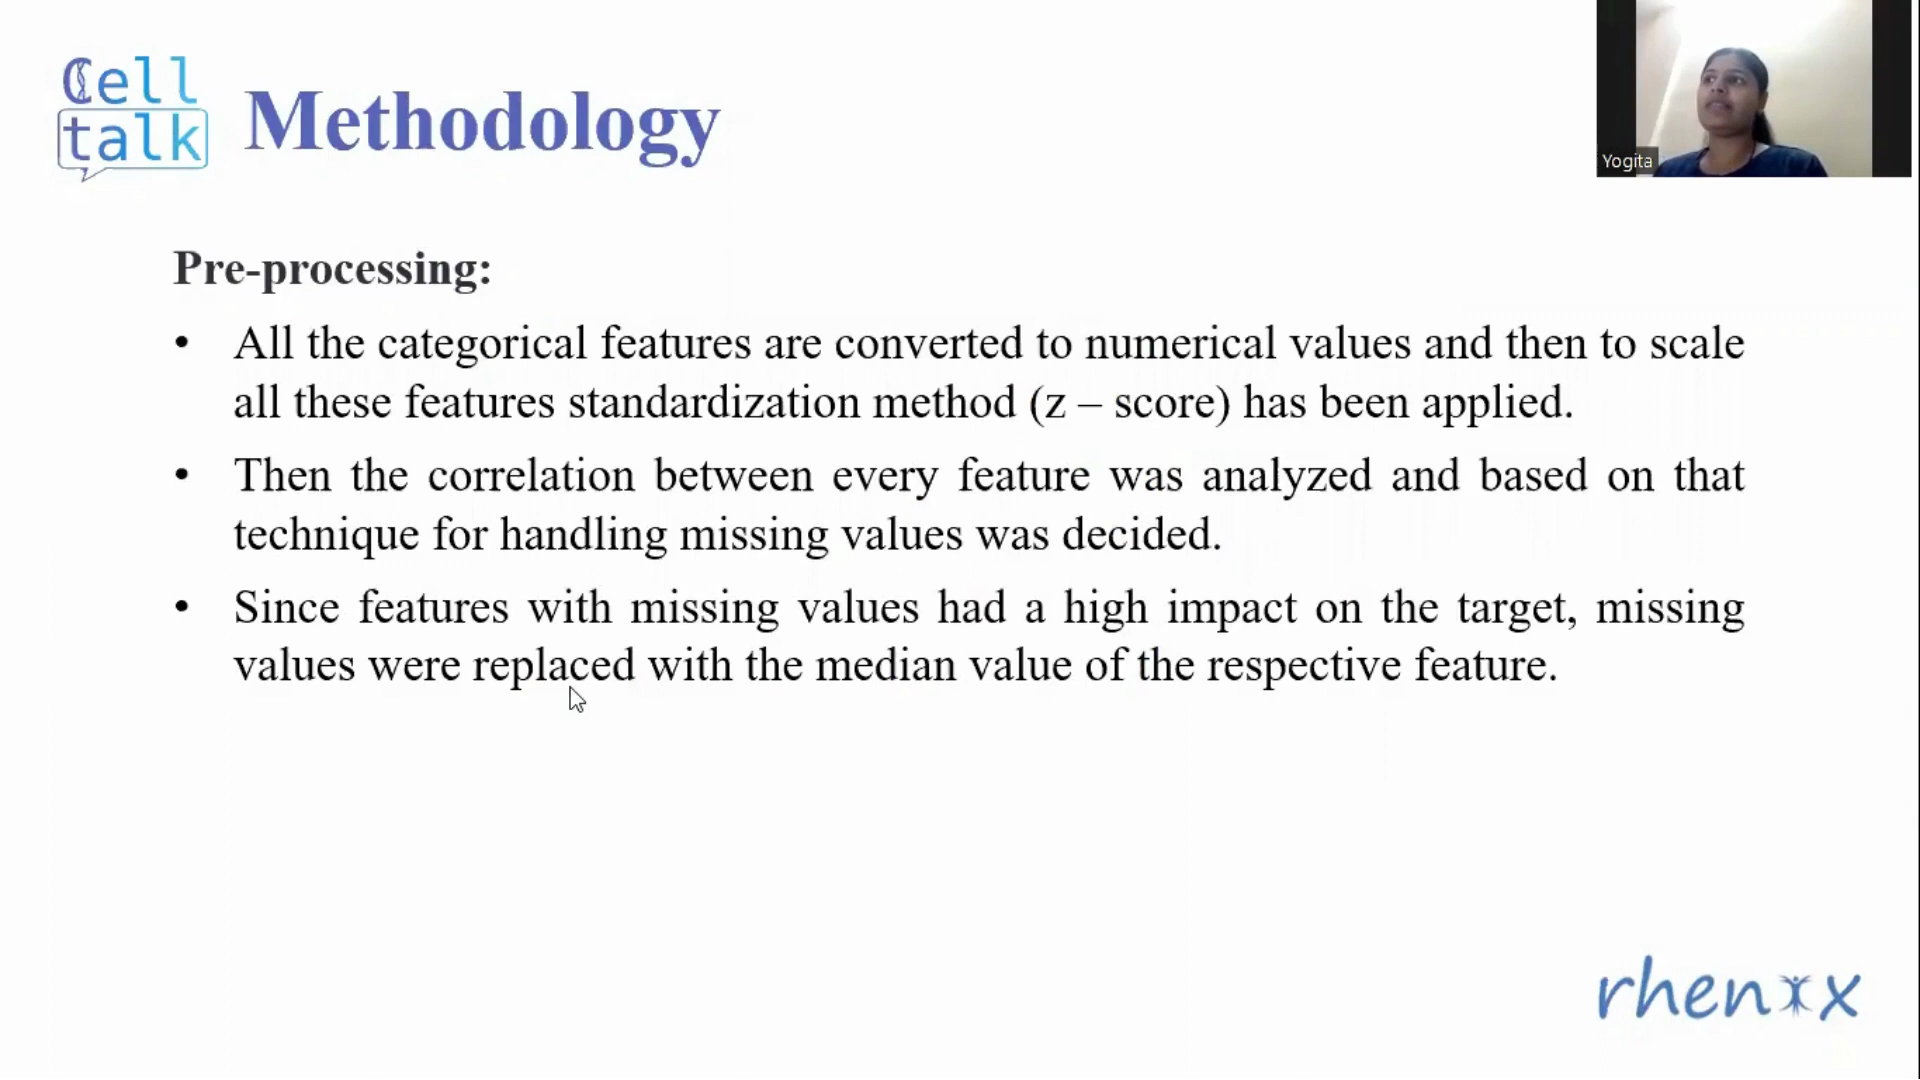 Cell
talk
Methodology
Yogita
Pre-processing:
• All the categorical features are converted to numerical values and then to scale
all these features standardization method (z – score) has been applied.
• Then the correlation between every feature was analyzed and based on that
technique for handling missing values was decided.
• Since features with missing values had a high impact on the target, missing
values were replaced with the median value of the respective feature.
rhenix